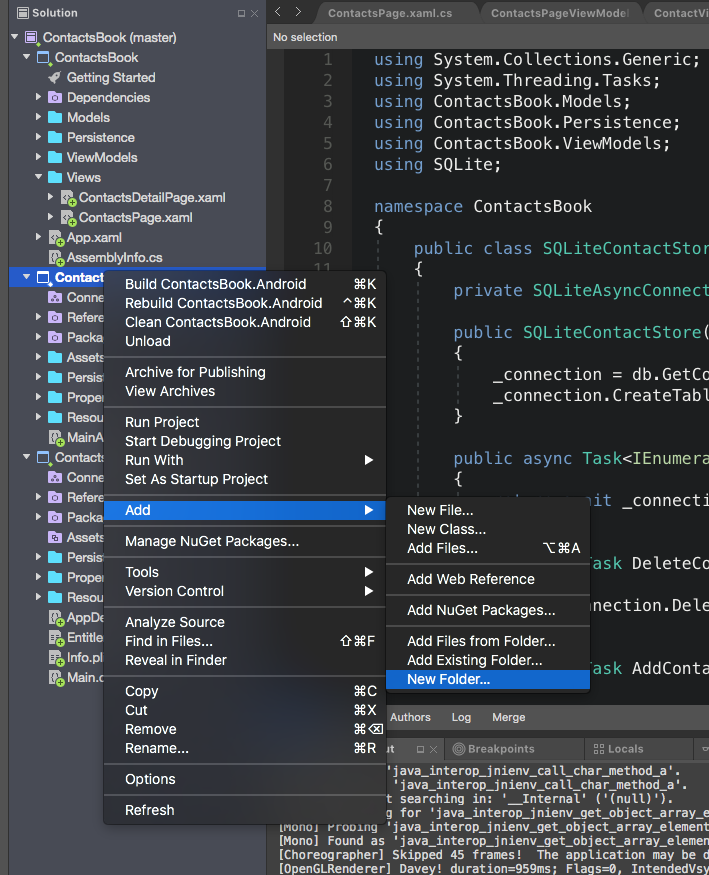 Solution
ContactsBook (master)
ContactsBook
Getting Started
Dependencies
Models
Persistence
ViewModels
Views
ContactsDetailPage.xaml
ContactsPage.xaml
App.xaml
AssemblyInfo.cs
Contact
Conne
Refere
Packa
Assets
Persist
Proper
Resou
MainA
Contacts
Conne
Refere
Packa
Assets
Persist
Proper
Resou
AppDe
Entitle
Info.pl
Main.c
Build ContactsBook.Android ⌘K
Rebuild ContactsBook.Android ^⌘K
Clean ContactsBook.Android ⇧⌘K
Unload
Archive for Publishing
View Archives
Run Project
Start Debugging Project
Run With
Set As Startup Project
Add
Manage NuGet Packages...
Tools
Version Control
Analyze Source
Find in Files... ⇧⌘F
Reveal in Finder
Copy ⌘C
Cut ⌘X
Remove ⌘⌫
Rename... ⌘R
Options
Refresh
New File...
New Class...
Add Files... ⌥⌘A
Add Web Reference
Add NuGet Packages...
Add Files from Folder...
Add Existing Folder...
New Folder...
ContactsPage.xaml.cs ContactsPageViewModel ContactVi
No selection
1 using System.Collections.Generic;
2 using System.Threading.Tasks;
3 using ContactsBook.Models;
4 using ContactsBook.Persistence;
5 using ContactsBook.ViewModels;
6 using SQLite;
7
8 namespace ContactsBook
9 {
10 public class SQLiteContactStor
11 {
private SQLiteAsyncConnect
public SQLiteContactStore(
{
_connection = db.GetCo
_connection.CreateTabl
}
public async Task<IEnumera
{
it _connecti
ask DeleteCo
nnection.Dele
ask AddConta
Authors Log Merge
ut Breakpoints Locals
'java_interop_jnienv_call_char_method_a'.
'java_interop_jnienv_call_char_method_a'.
t searching in: '__Internal' ('(null)').
g for 'java_interop_jnienv_get_object_array_e
[Mono] Probing 'java_interop_jnienv_get_object_array_element
[Mono] Found as 'java_interop_jnienv_get_object_array_elemen
[Choreographer] Skipped 45 frames! The application may be d
[OpenGLRenderer] Davey! duration=959ms; Flags=0, IntendedVsy